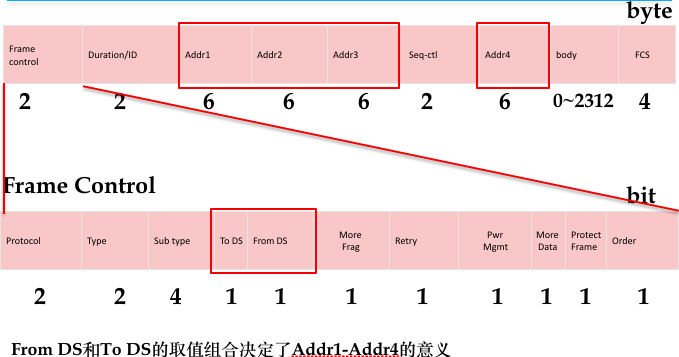 byte
Frame control Duration/ID Addr1 Addr2 Addr3 Seq-ctl Addr4 body FCS
2 2 6 6 6 2 6 0~2312 4
Frame Control
bit
Protocol Type Sub type To DS From DS More Frag Retry Pwr Mgmt More Data Protect Frame Order
2 2 4 1 1 1 1 1 1 1 1
From DS和To DS的取值组合决定了Addr1-Addr4的意义